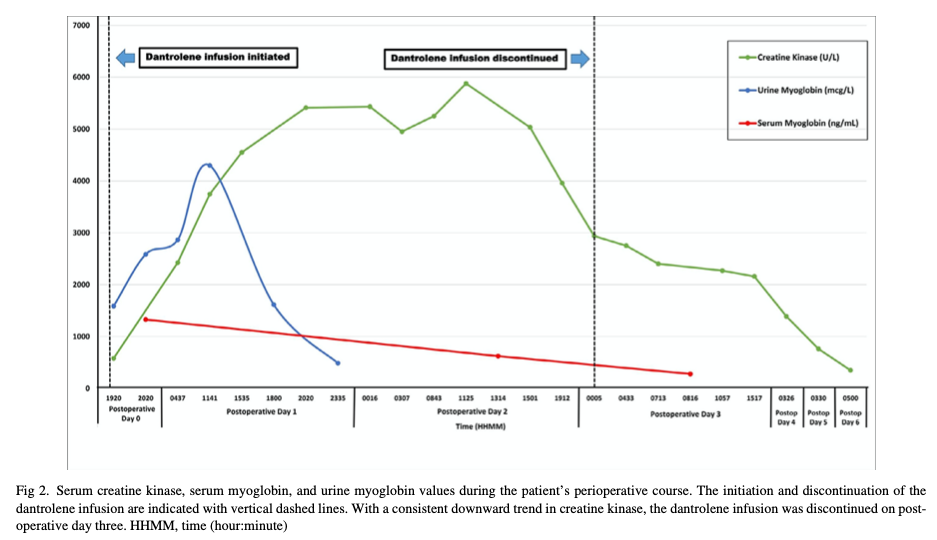 7000
Dantrolene infusion initiated
Dantrolene infusion discontinued
Creatine Kinase (U/L)
6000
Urine Myoglobin (mcg/L)
Serum Myoglobin (ng/mL)
5000
4000
3000
2000
1000
0
1920 2020 0437 1141 1535 1800 2020 2335 0016 0307 0843 1125 1314 1501 1912 0005 0433 0713 0816 1057 1517 0326 0330 0500
Postoperative
Day 0
Postoperative Day 1
Postoperative Day 2
Postoperative Day 3
Postop
Day 4
Postop
Day 5
Postop
Day 6
Time (HHMM)
Fig 2. Serum creatine kinase, serum myoglobin, and urine myoglobin values during the patient's perioperative course. The initiation and discontinuation of the
dantrolene infusion are indicated with vertical dashed lines. With a consistent downward trend in creatine kinase, the dantrolene infusion was discontinued on post-
operative day three. HHMM, time (hour:minute)